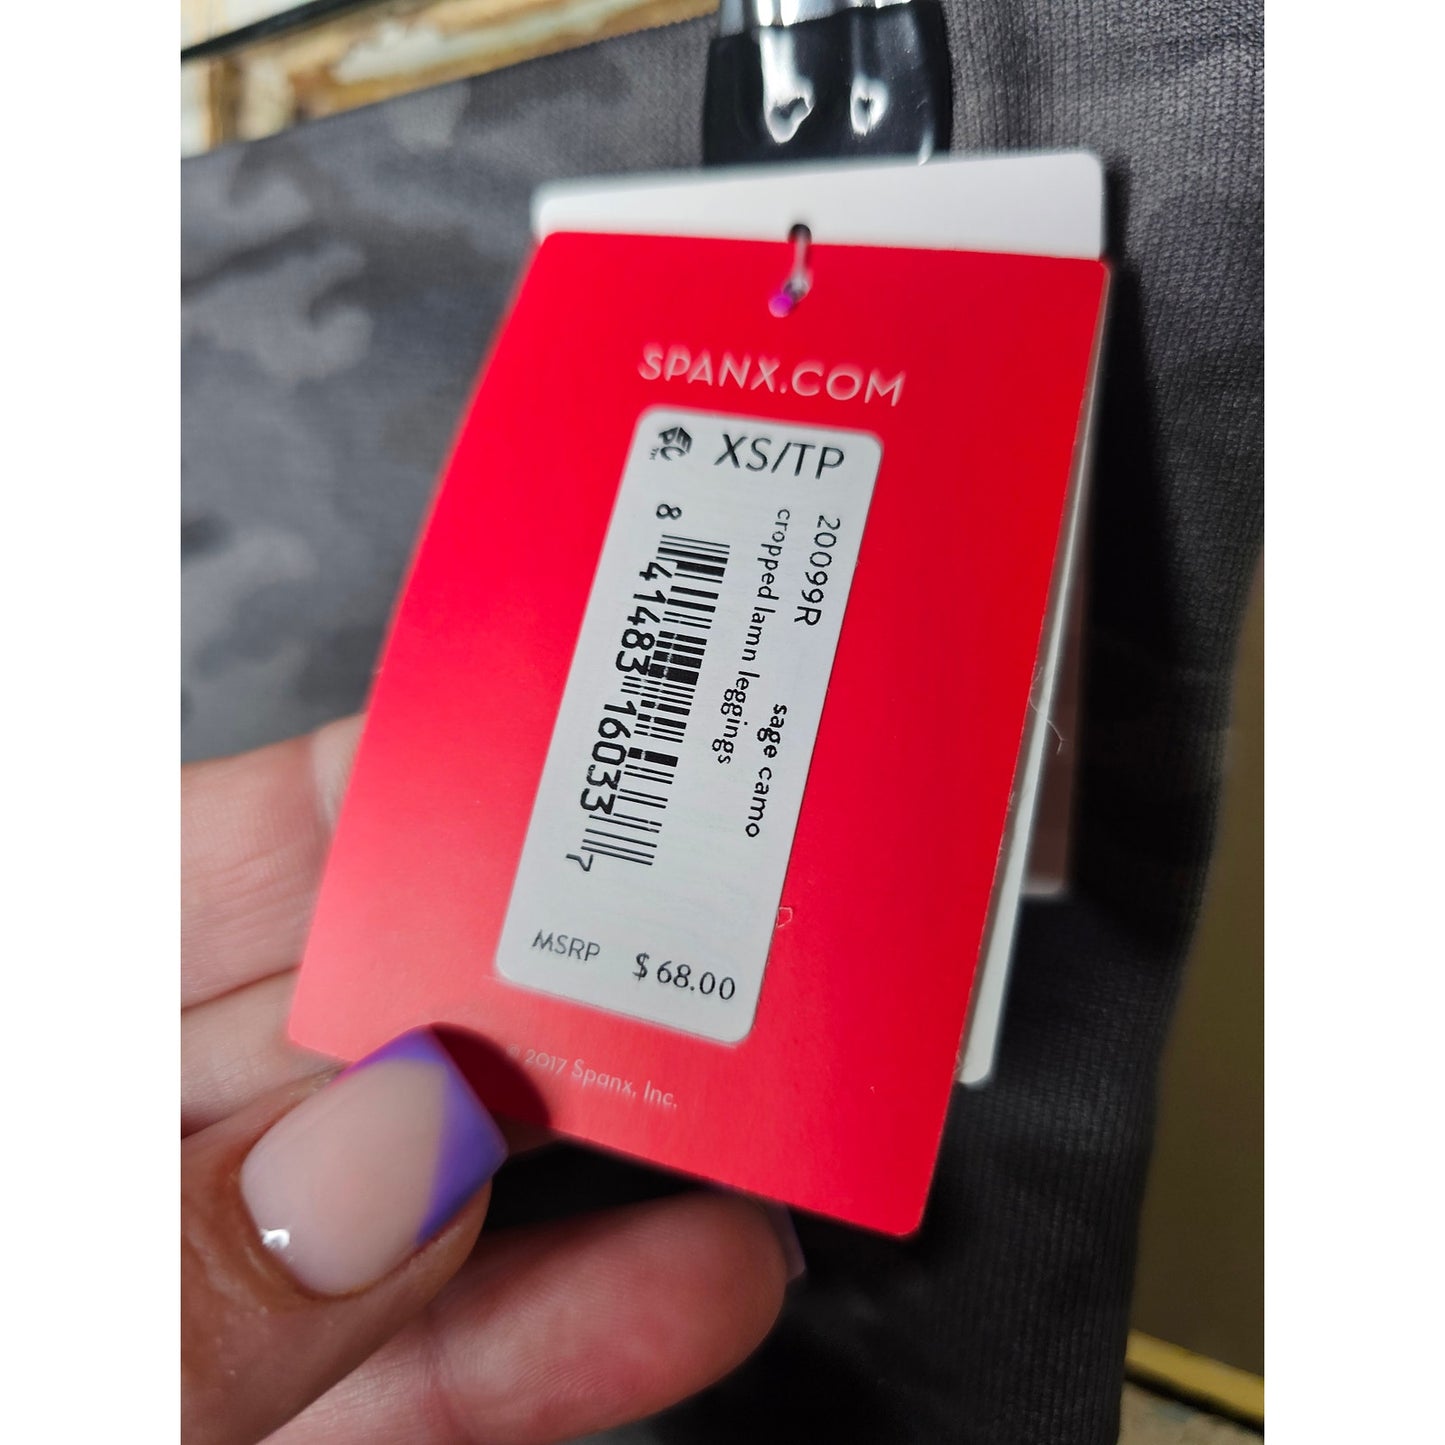 SPANX.COM
EPC™ XS/TP
20099R
sage camo
cropped lamn leggings
8 41483 16033 7
MSRP $68.00
© 2017 Spanx, Inc.